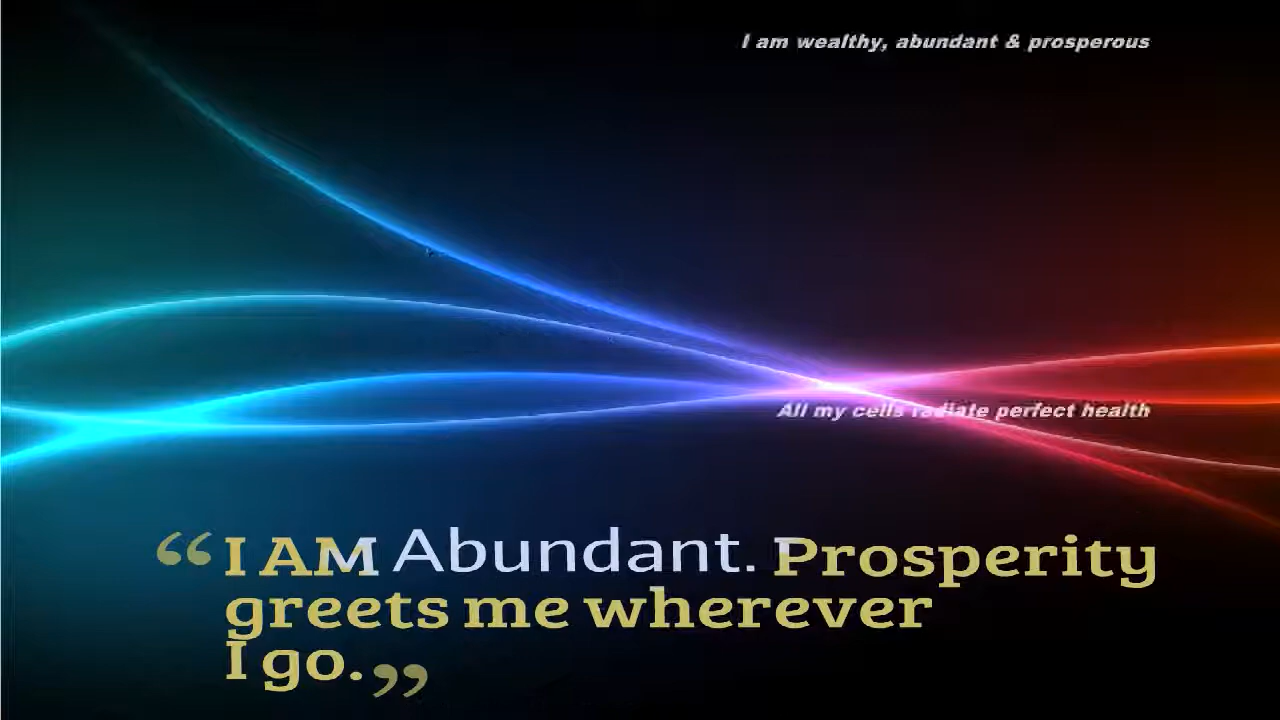 I am wealthy, abundant & prosperous
All my cells radiate perfect health
“I AM Abundant. Prosperity
greets me wherever
I go.”